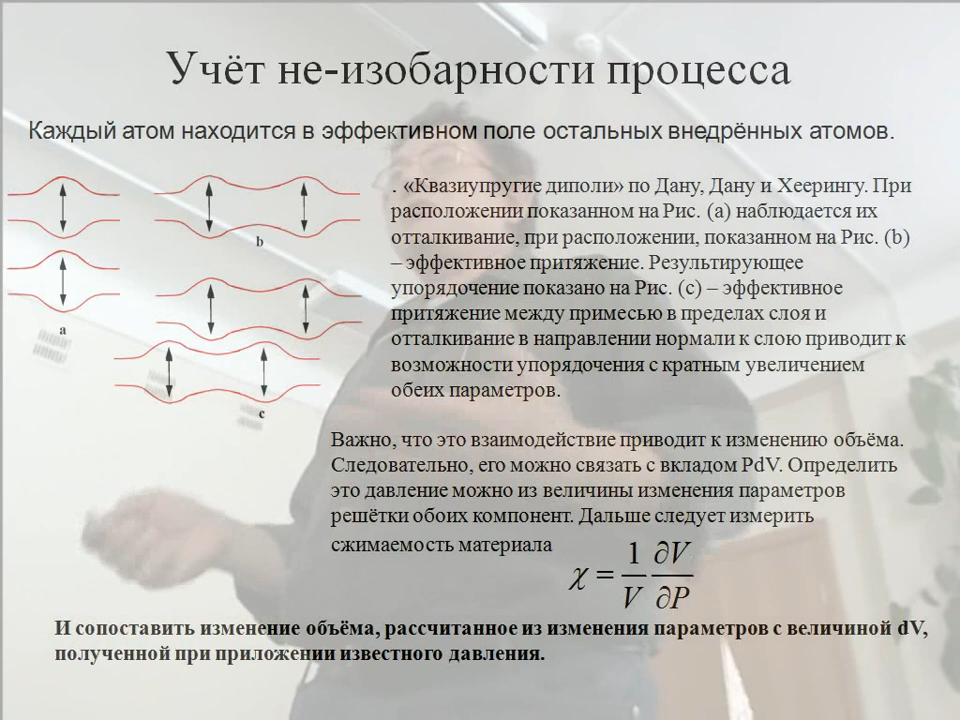 Учёт не-изобарности процесса
Каждый атом находится в эффективном поле остальных внедрённых атомов.
. «Квазиупругие диполи» по Дану, Дану и Хеерингу. При
расположении показанном на Рис. (a) наблюдается их
отталкивание, при расположении, показанном на Рис. (b)
– эффективное притяжение. Результирующее
упорядочение показано на Рис. (c) – эффективное
притяжение между примесью в пределах слоя и
отталкивание в направлении нормали к слою приводит к
возможности упорядочения с кратным увеличением
обеих параметров.
a
b
c
Важно, что это взаимодействие приводит к изменению объёма.
Следовательно, его можно связать с вкладом PdV. Определить
это давление можно из величины изменения параметров
решётки обоих компонент. Дальше следует измерить
сжимаемость материала
χ = 1/V ∂V/∂P
И сопоставить изменение объёма, рассчитанное из изменения параметров с величиной dV,
полученной при приложении известного давления.